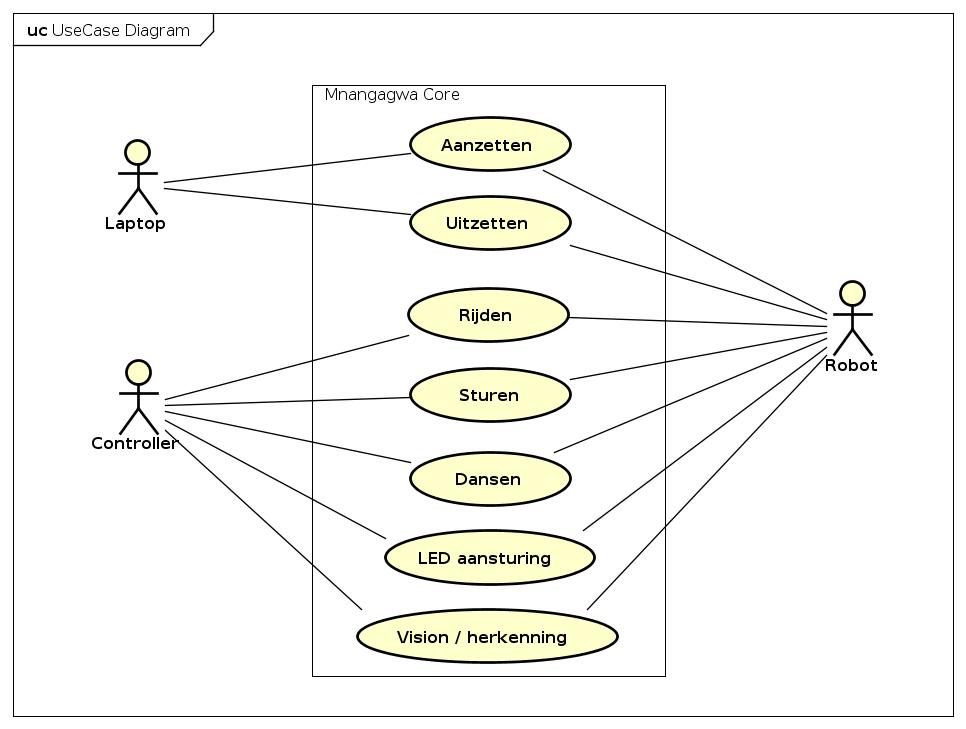 uc UseCase Diagram
Mnangagwa Core
Aanzetten
Laptop
Uitzetten
Rijden
Robot
Sturen
Controller
Dansen
LED aansturing
Vision / herkenning